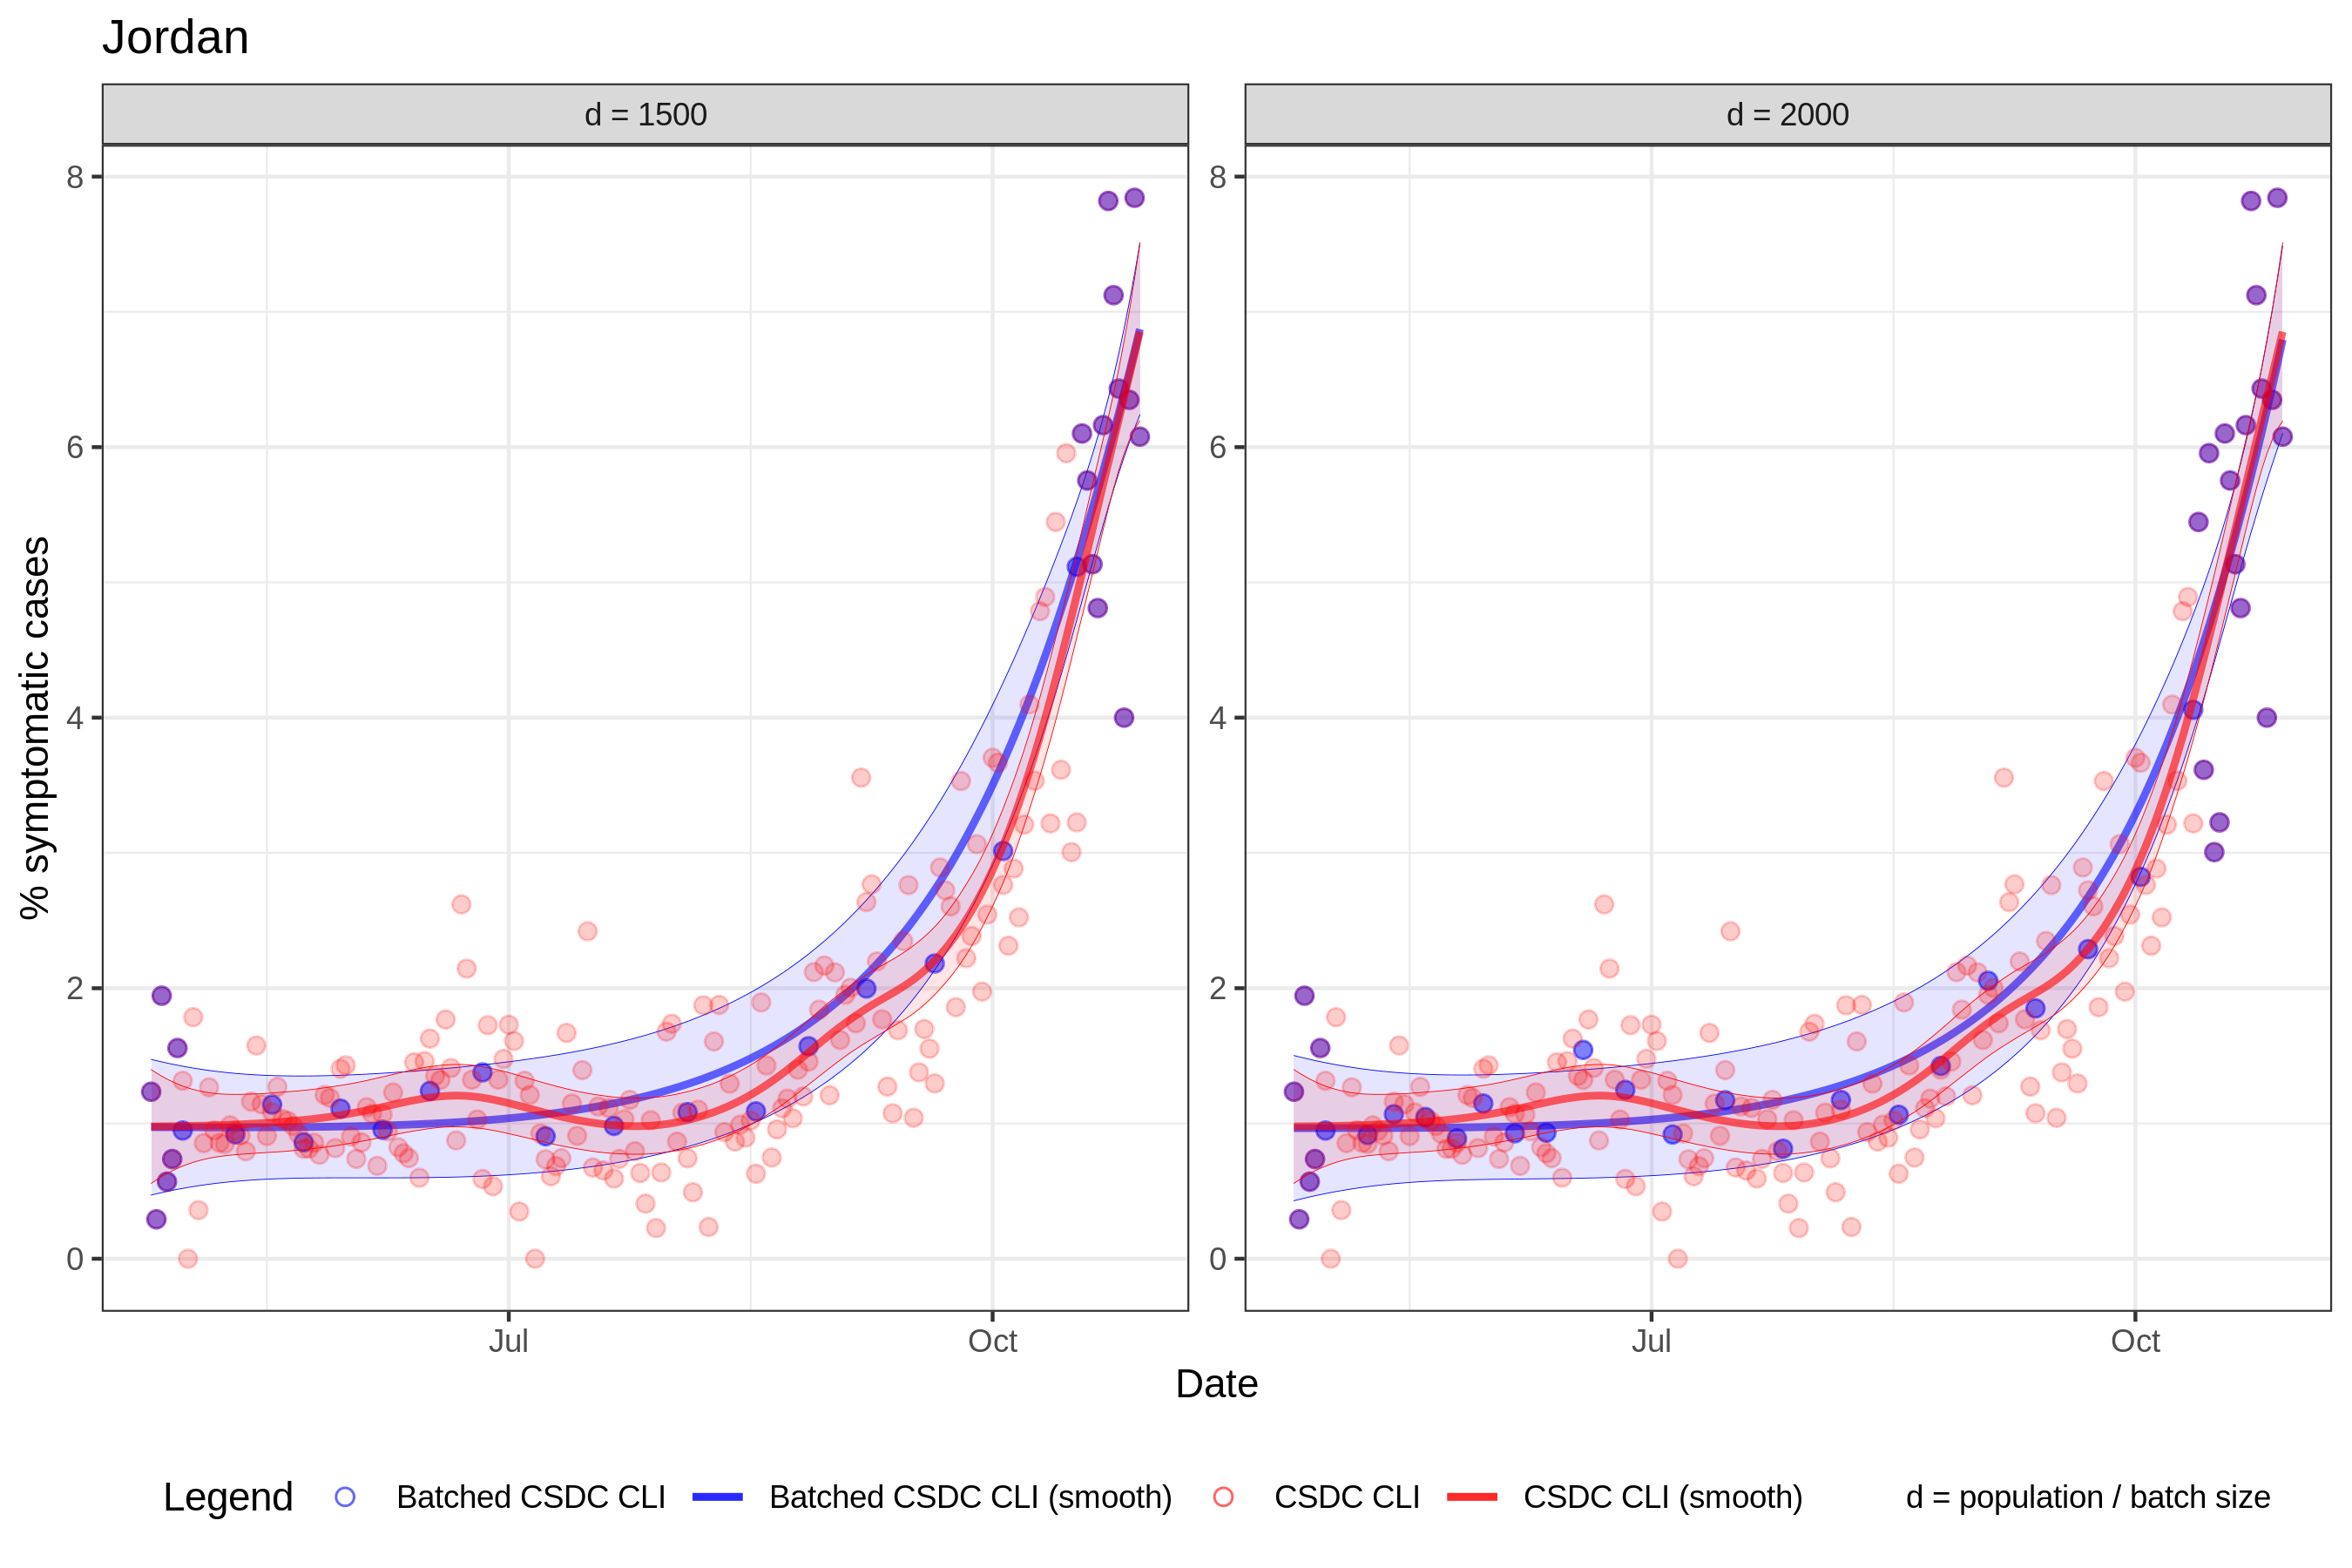 Jordan
d = 1500
d = 2000
% symptomatic cases
8
6
4
2
0
8
6
4
2
0
Jul
Oct
Jul
Oct
Date
Legend
Batched CSDC CLI
Batched CSDC CLI (smooth)
CSDC CLI
CSDC CLI (smooth)
d = population / batch size